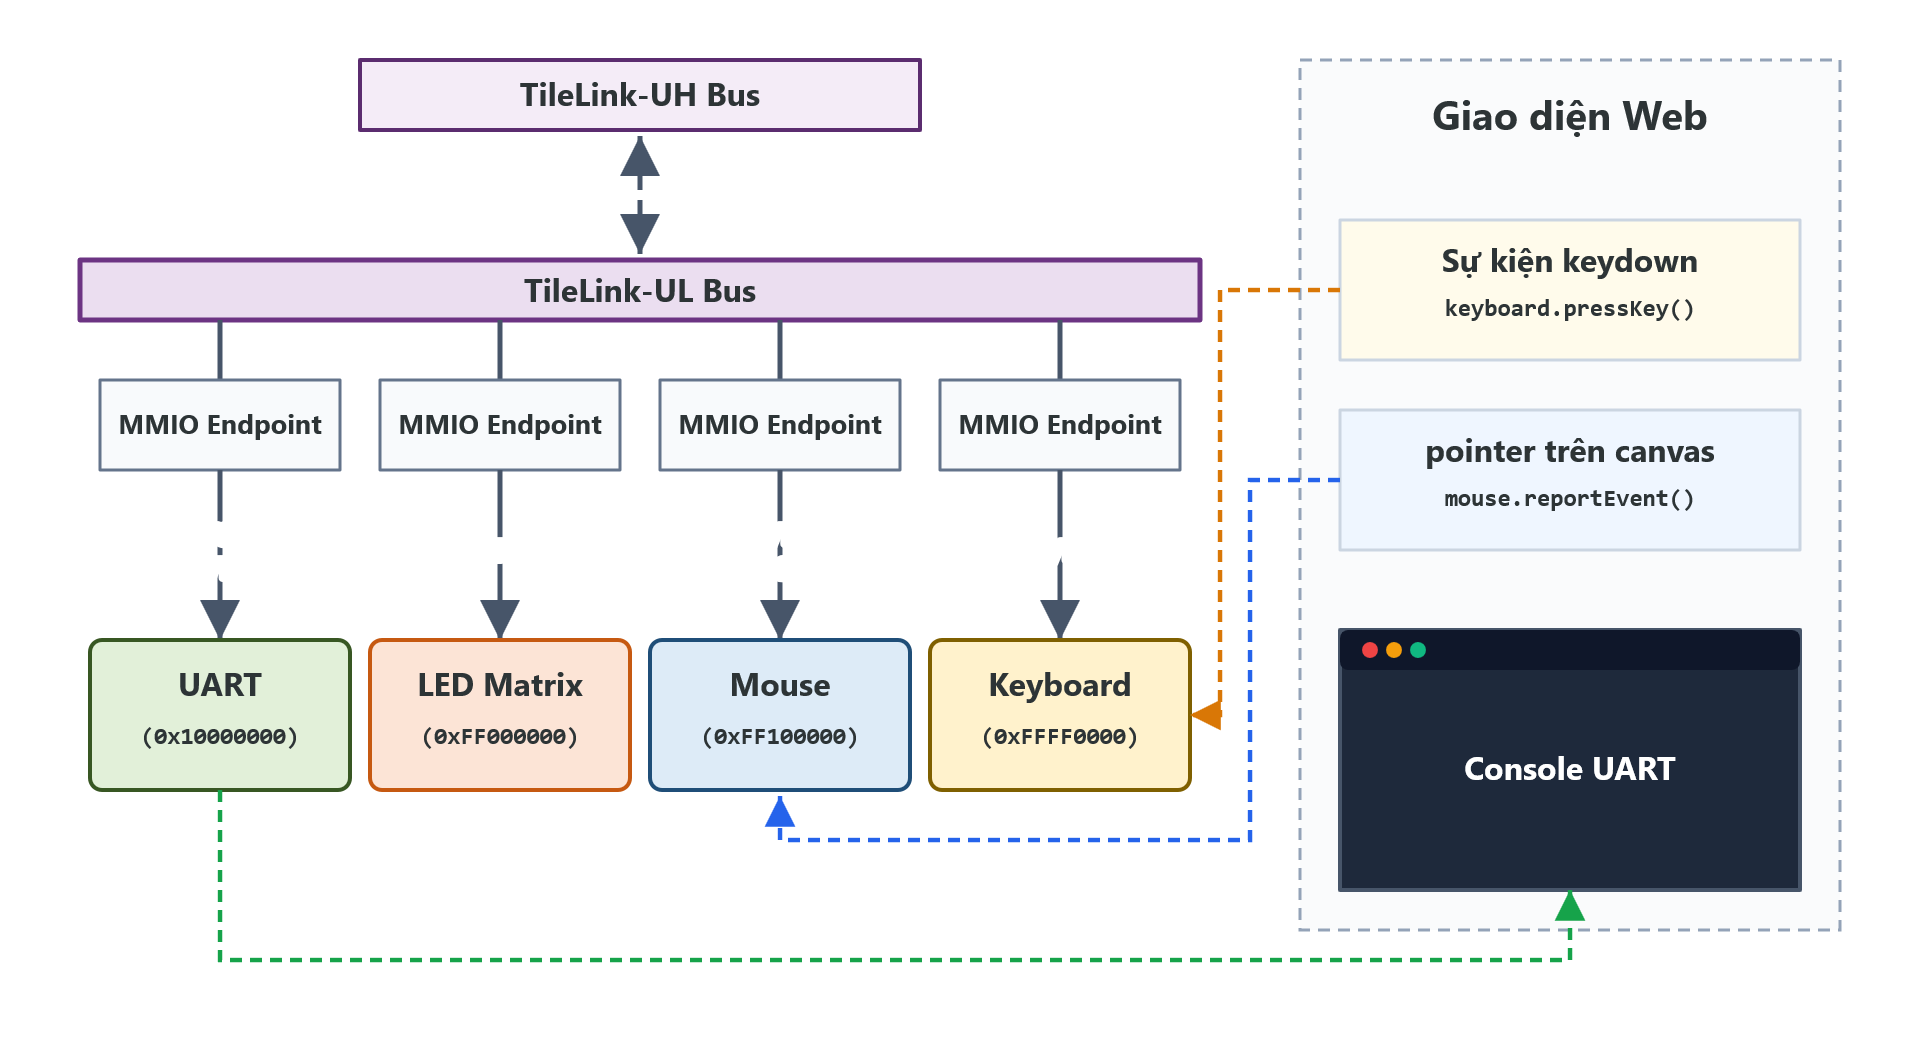 TileLink-UH Bus
TileLink-UL Bus
MMIO Endpoint
MMIO Endpoint
MMIO Endpoint
MMIO Endpoint
UART
(0x10000000)
LED Matrix
(0xFF000000)
Mouse
(0xFF100000)
Keyboard
(0xFFFF0000)
Giao diện Web
Sự kiện keydown
keyboard.pressKey()
pointer trên canvas
mouse.reportEvent()
Console UART